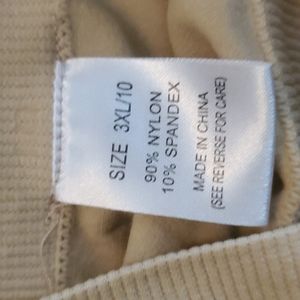 SIZE 3XL/10
90% NYLON
10% SPANDEX
MADE IN CHINA
(SEE REVERSE FOR CARE)